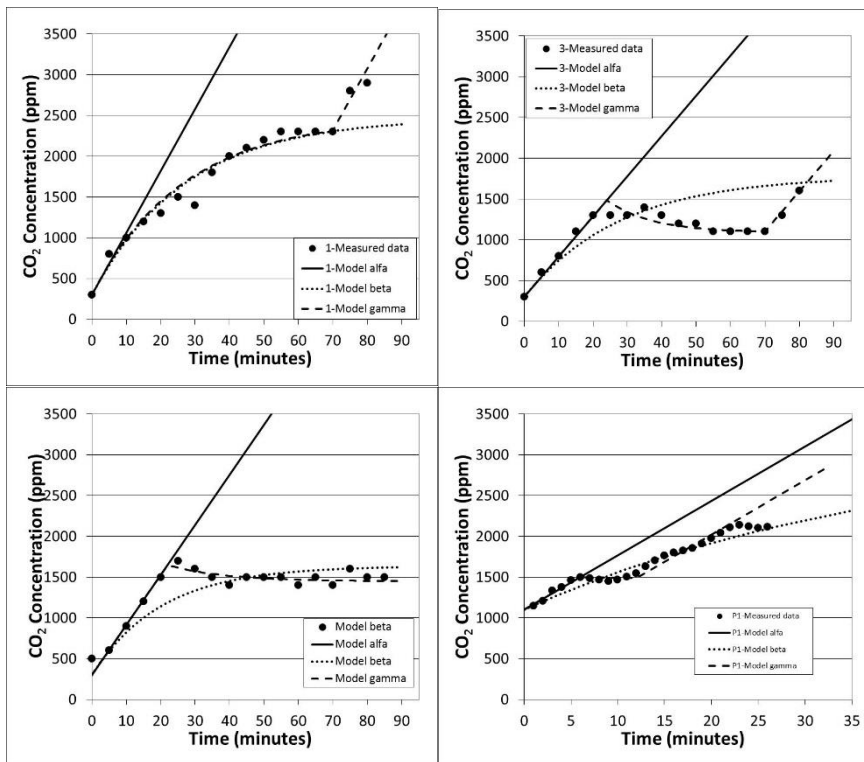 CO2 Concentration (ppm)
3500
3000
2500
2000
1500
1000
500
0
1-Measured data
1-Model alfa
1-Model beta
1-Model gamma
0 10 20 30 40 50 60 70 80 90
Time (minutes)
CO2 Concentration (ppm)
3500
3000
2500
2000
1500
1000
500
0
3-Measured data
3-Model alfa
3-Model beta
3-Model gamma
0 10 20 30 40 50 60 70 80 90
Time (minutes)
CO2 Concentration (ppm)
3500
3000
2500
2000
1500
1000
500
0
Model beta
Model alfa
Model beta
Model gamma
0 10 20 30 40 50 60 70 80 90
Time (minutes)
CO2 Concentration (ppm)
3500
3000
2500
2000
1500
1000
500
0
P1-Measured data
P1-Model alfa
P1-Model beta
P1-Model gamma
0 5 10 15 20 25 30 35
Time (minutes)